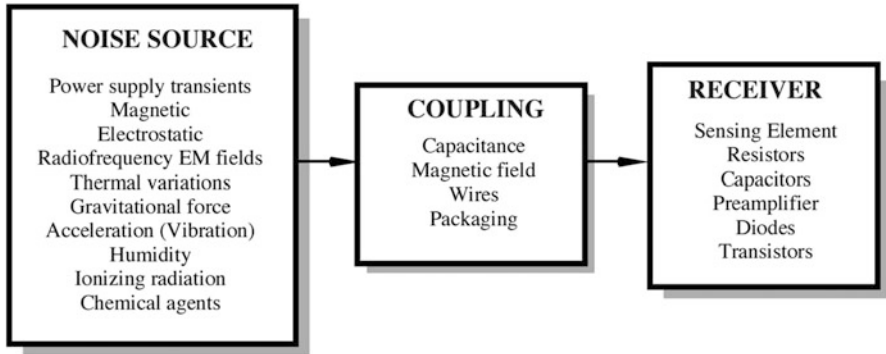 NOISE SOURCE
Power supply transients
Magnetic
Electrostatic
Radiofrequency EM fields
Thermal variations
Gravitational force
Acceleration (Vibration)
Humidity
Ionizing radiation
Chemical agents
COUPLING
Capacitance
Magnetic field
Wires
Packaging
RECEIVER
Sensing Element
Resistors
Capacitors
Preamplifier
Diodes
Transistors